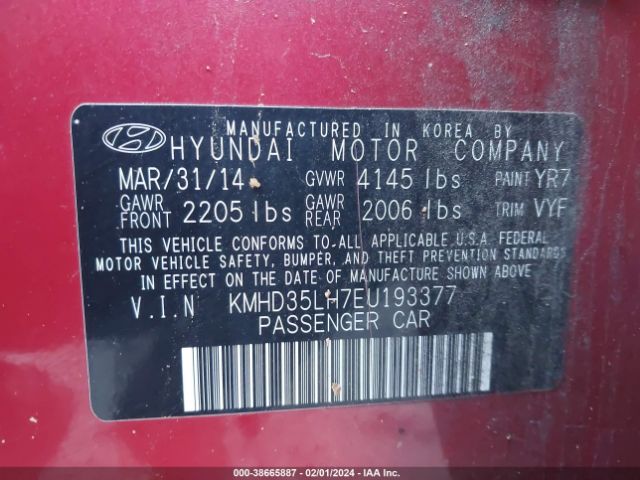 MANUFACTURED IN KOREA BY
HYUNDAI MOTOR COMPANY
MAR/31/14 GVWR 4145 lbs PAINT YR7
GAWR FRONT 2205 lbs GAWR REAR 2006 lbs TRIM VYF
THIS VEHICLE CONFORMS TO ALL APPLICABLE U.S.A. FEDERAL
MOTOR VEHICLE SAFETY, BUMPER, AND THEFT PREVENTION STANDARDS
IN EFFECT ON THE DATE OF MANUFACTURE SHOWN ABOVE.
V.I.N KMHD35LH7EU193377
PASSENGER CAR
000-38665887 - 02/01/2024 - IAA Inc.